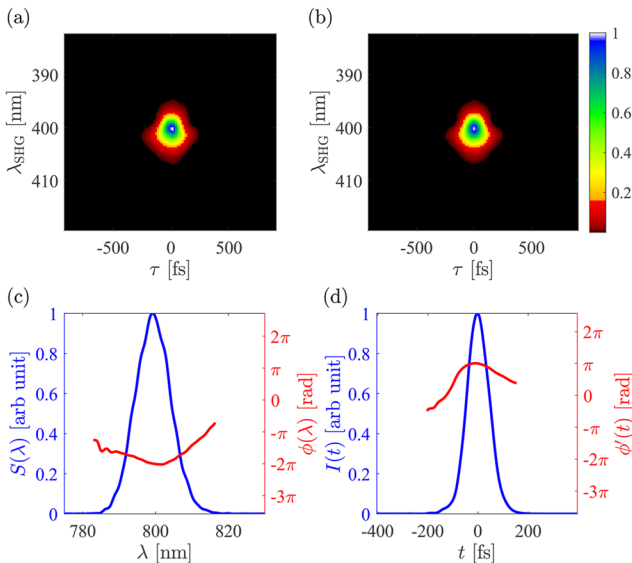 (a)
(b)
390
400
410
λSHG [nm]
-500
0
500
τ [fs]
390
400
410
λSHG [nm]
-500
0
500
τ [fs]
1
0.8
0.6
0.4
0.2
(c)
(d)
1
0.8
0.6
0.4
0.2
0
S(λ) [arb unit]
2π
π
0
-π
-2π
-3π
ϕ(λ) [rad]
780
800
820
λ [nm]
1
0.8
0.6
0.4
0.2
0
I(t) [arb unit]
2π
π
0
-π
-2π
-3π
ϕ′(t) [rad]
-400
-200
0
200
t [fs]